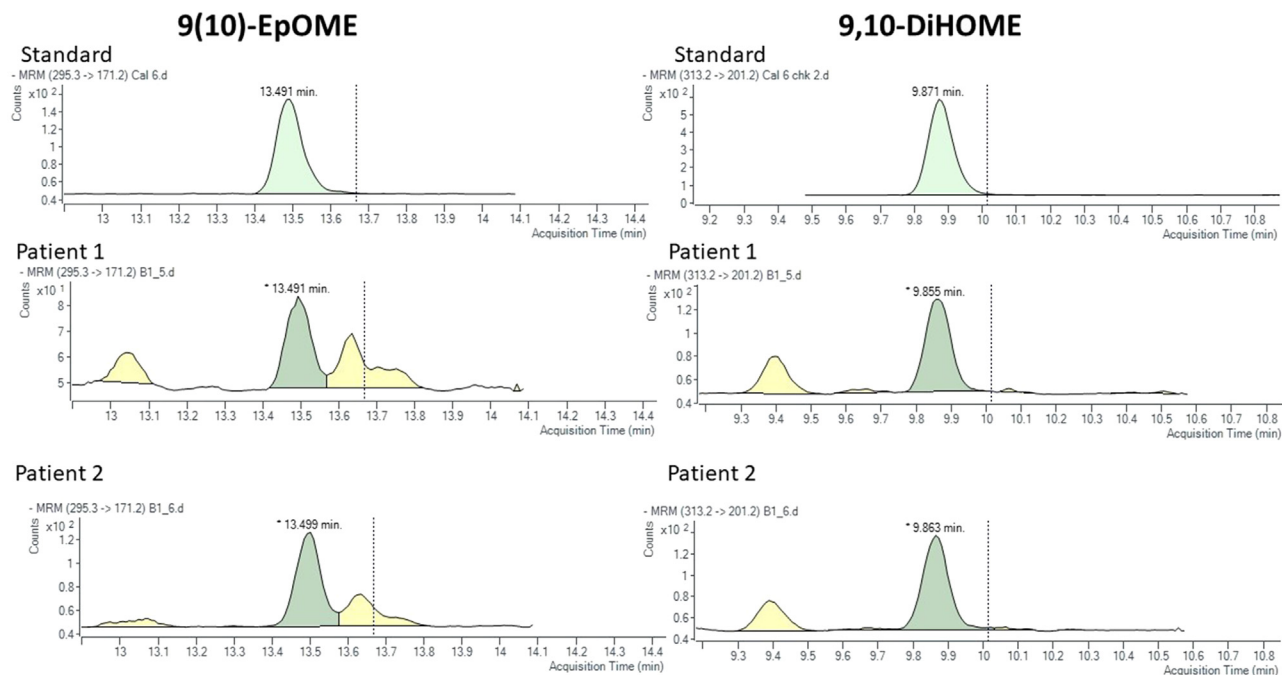 9(10)-EpOME
Standard
- MRM (295.3 -> 171.2) Cal 6.d
Counts
x10 2
13.491 min.
1.4
1.2
1
0.8
0.6
0.4
13 13.1 13.2 13.3 13.4 13.5 13.6 13.7 13.8 13.9 14 14.1 14.2 14.3 14.4
Acquisition Time (min)
9,10-DiHOME
Standard
- MRM (313.2 -> 201.2) Cal 6 chk 2.d
Counts
x10 2
9.871 min.
5
4
3
2
1
0
9.2 9.3 9.4 9.5 9.6 9.7 9.8 9.9 10 10.1 10.2 10.3 10.4 10.5 10.6 10.7 10.8
Acquisition Time (min)
Patient 1
- MRM (295.3 -> 171.2) B1_5.d
Counts
x10 1
* 13.491 min.
8
7
6
5
13 13.1 13.2 13.3 13.4 13.5 13.6 13.7 13.8 13.9 14 14.1 14.2 14.3 14.4
Acquisition Time (min)
Patient 1
- MRM (313.2 -> 201.2) B1_5.d
Counts
x10 2
* 9.855 min.
1.2
1
0.8
0.6
0.4
9.3 9.4 9.5 9.6 9.7 9.8 9.9 10 10.1 10.2 10.3 10.4 10.5 10.6 10.7 10.8
Acquisition Time (min)
Patient 2
- MRM (295.3 -> 171.2) B1_6.d
Counts
x10 2
* 13.499 min.
1.2
1
0.8
0.6
0.4
13 13.1 13.2 13.3 13.4 13.5 13.6 13.7 13.8 13.9 14 14.1 14.2 14.3 14.4
Acquisition Time (min)
Patient 2
- MRM (313.2 -> 201.2) B1_6.d
Counts
x10 2
* 9.863 min.
1.2
1
0.8
0.6
0.4
9.3 9.4 9.5 9.6 9.7 9.8 9.9 10 10.1 10.2 10.3 10.4 10.5 10.6 10.7 10.8
Acquisition Time (min)